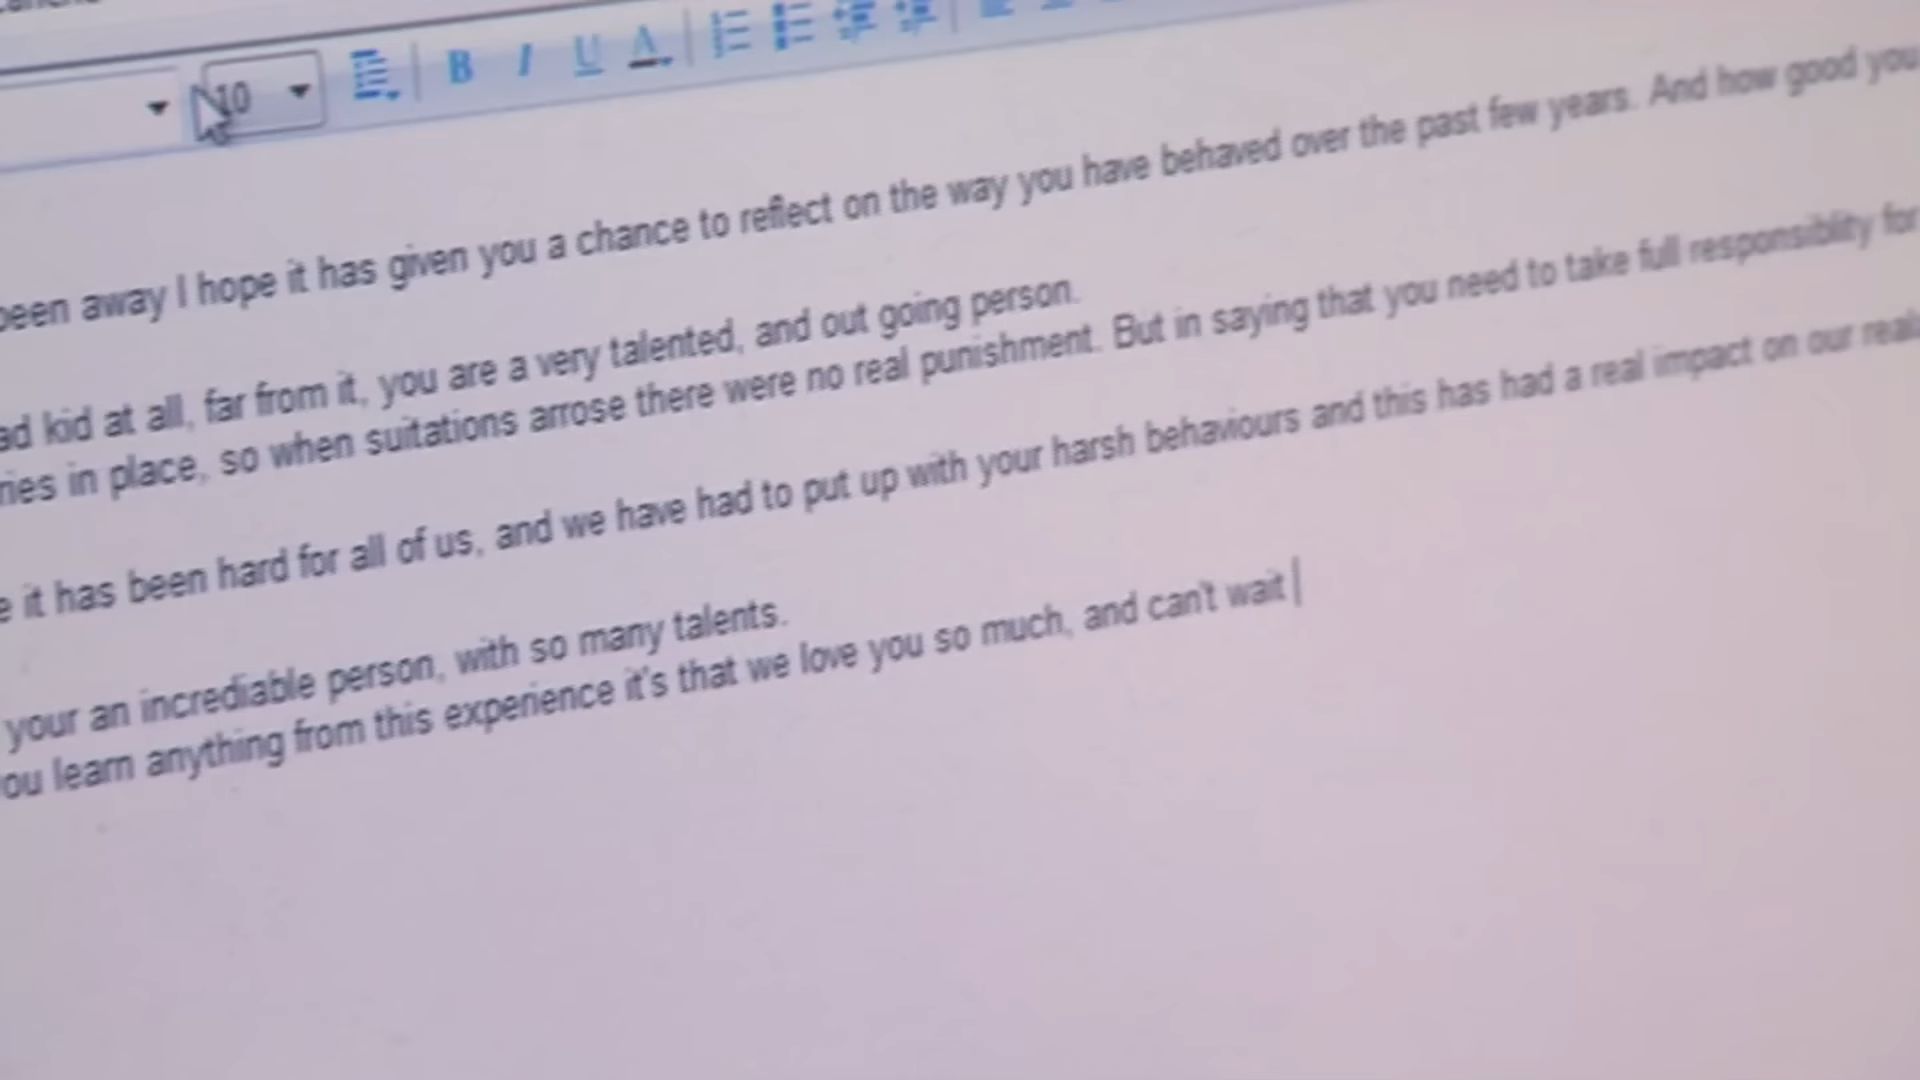 10
B I U A
been away I hope it has given you a chance to reflect on the way you have behaved over the past few years. And how good you
ad kid at all, far from it, you are a very talented, and out going person.
ries in place, so when suitations arrose there were no real punishment. But in saying that you need to take full responsiblity for
e it has been hard for all of us, and we have had to put up with your harsh behaviours and this has had a real impact on our
your an incrediable person, with so many talents.
ou learn anything from this experience it's that we love you so much, and can't wait